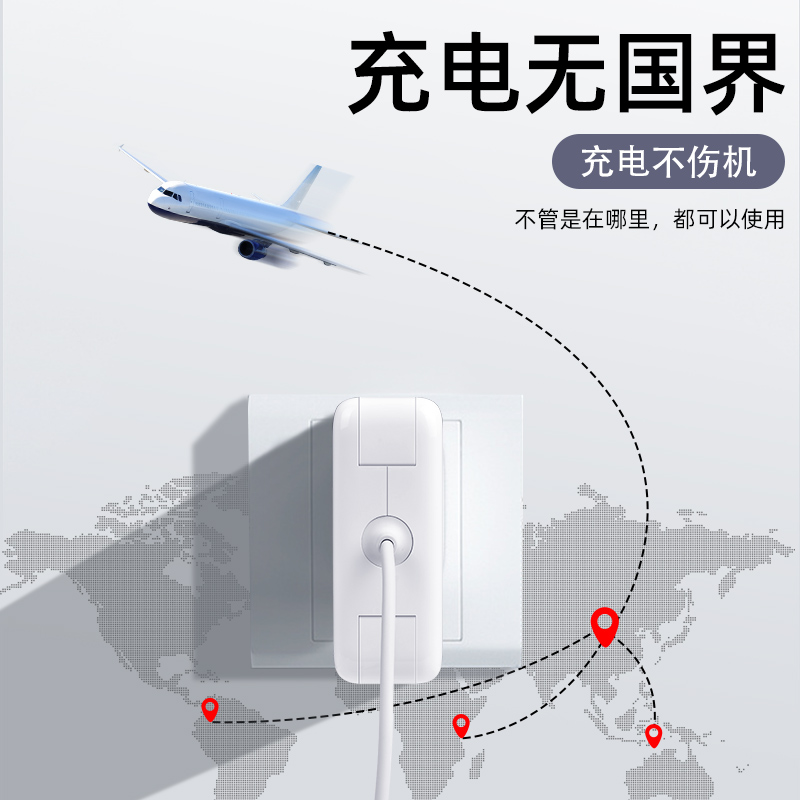 充电无国界
充电不伤机
不管是在哪里，都可以使用